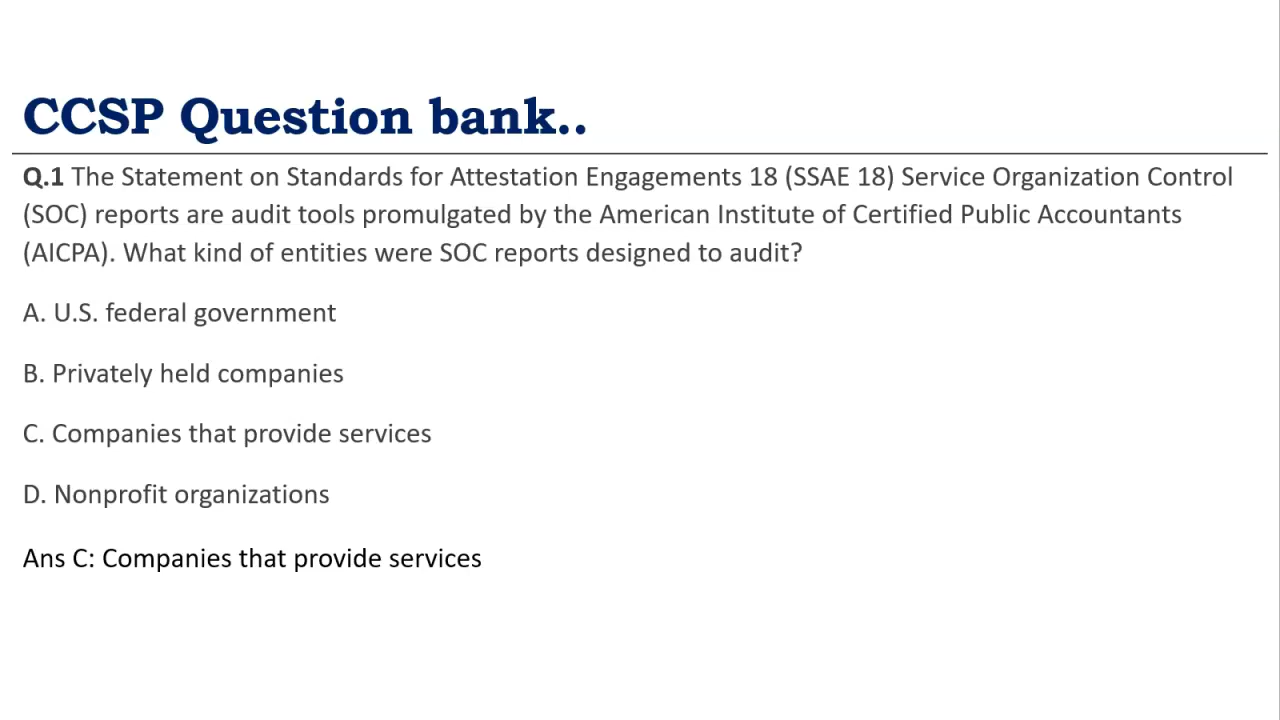 CCSP Question bank..
Q.1 The Statement on Standards for Attestation Engagements 18 (SSAE 18) Service Organization Control
(SOC) reports are audit tools promulgated by the American Institute of Certified Public Accountants
(AICPA). What kind of entities were SOC reports designed to audit?
A. U.S. federal government
B. Privately held companies
C. Companies that provide services
D. Nonprofit organizations
Ans C: Companies that provide services